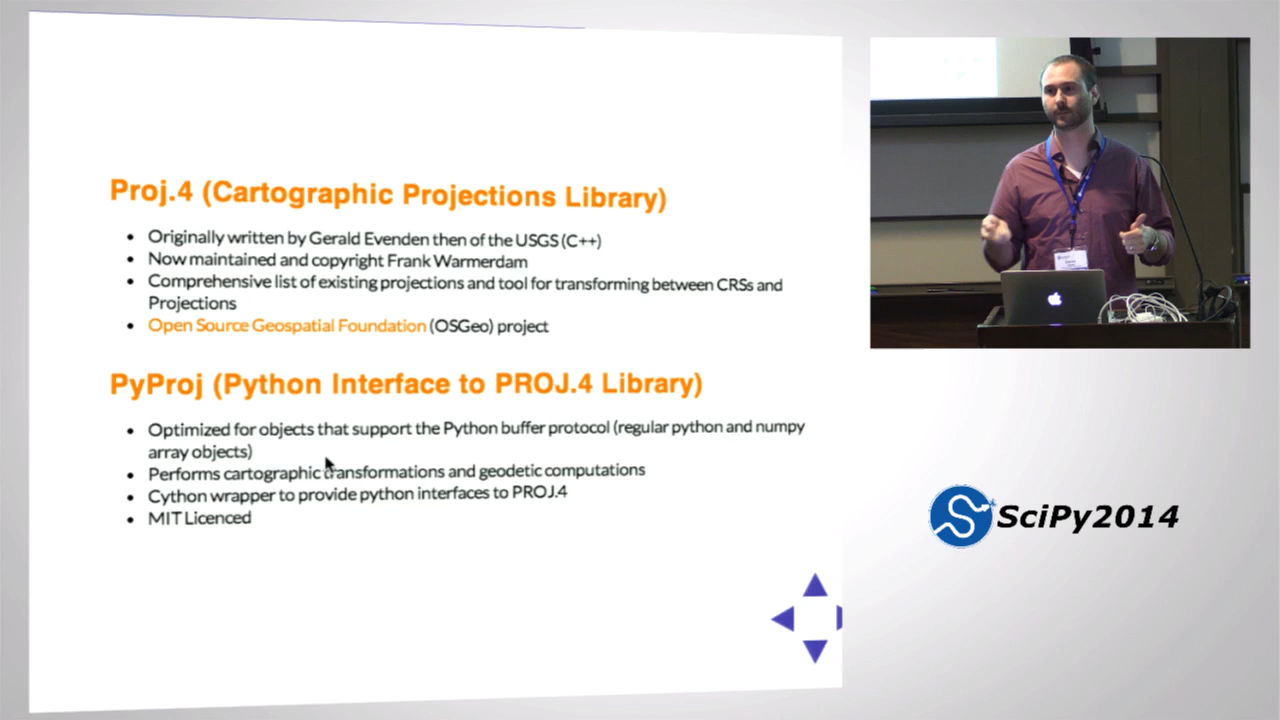 Proj.4 (Cartographic Projections Library)
• Originally written by Gerald Evenden then of the USGS (C++)
• Now maintained and copyright Frank Warmerdam
• Comprehensive list of existing projections and tool for transforming between CRSs and
Projections
• Open Source Geospatial Foundation (OSGeo) project
PyProj (Python Interface to PROJ.4 Library)
• Optimized for objects that support the Python buffer protocol (regular python and numpy
array objects)
• Performs cartographic transformations and geodetic computations
• Cython wrapper to provide python interfaces to PROJ.4
• MIT Licenced
SciPy2014